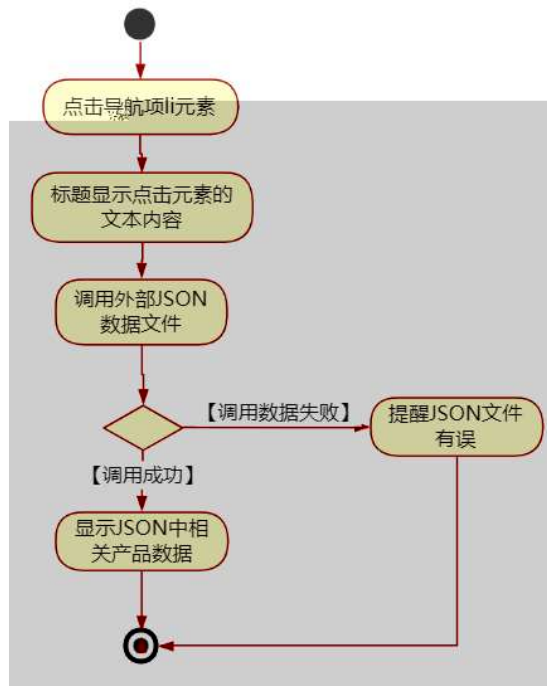 点击导航项li元素
标题显示点击元素的
文本内容
调用外部JSON
数据文件
【调用数据失败】
提醒JSON文件
有误
【调用成功】
显示JSON中相
关产品数据